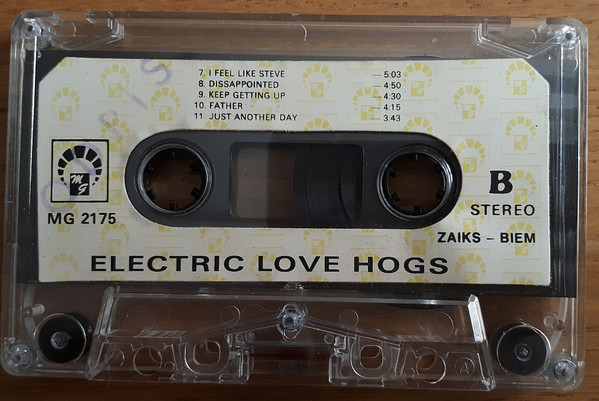 7. I FEEL LIKE STEVE — 5:03
8. DISSAPPOINTED — 4:50
9. KEEP GETTING UP — 4:30
10. FATHER — 4:15
11. JUST ANOTHER DAY — 3:43
MG
MG 2175
B
STEREO
ZAIKS - BIEM
ELECTRIC LOVE HOGS
A